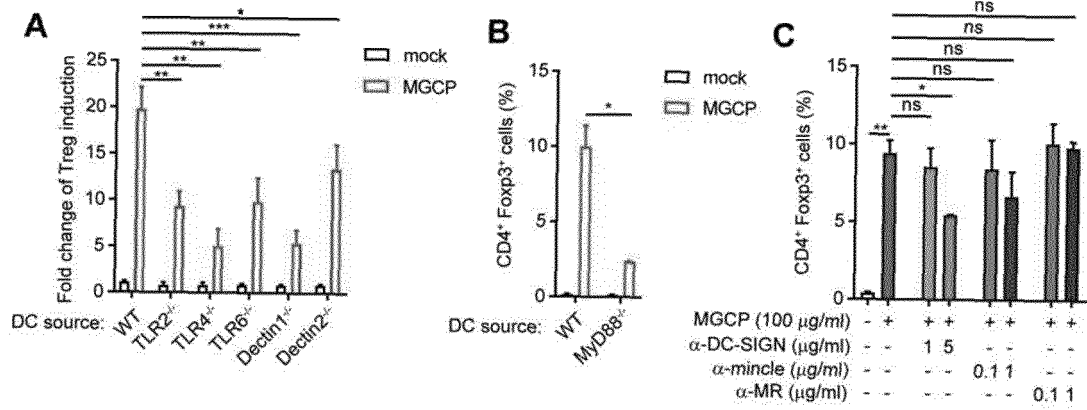 A
Fold change of Treg induction
25
20
15
10
5
0
*
***
**
**
**
mock
MGCP
DC source:
WT
TLR2-/-
TLR4-/-
TLR6-/-
Dectin1-/-
Dectin2-/-
B
CD4+ Foxp3+ cells (%)
15
10
5
0
*
mock
MGCP
DC source:
WT
MyD88-/-
C
CD4+ Foxp3+ cells (%)
15
10
5
0
ns
ns
ns
ns
*
ns
**
MGCP (100 µg/ml) - + + + + + + +
α-DC-SIGN (µg/ml) - - 1 5 - - - -
α-mincle (µg/ml) - - - - 0.1 1 - -
α-MR (µg/ml) - - - - - - 0.1 1